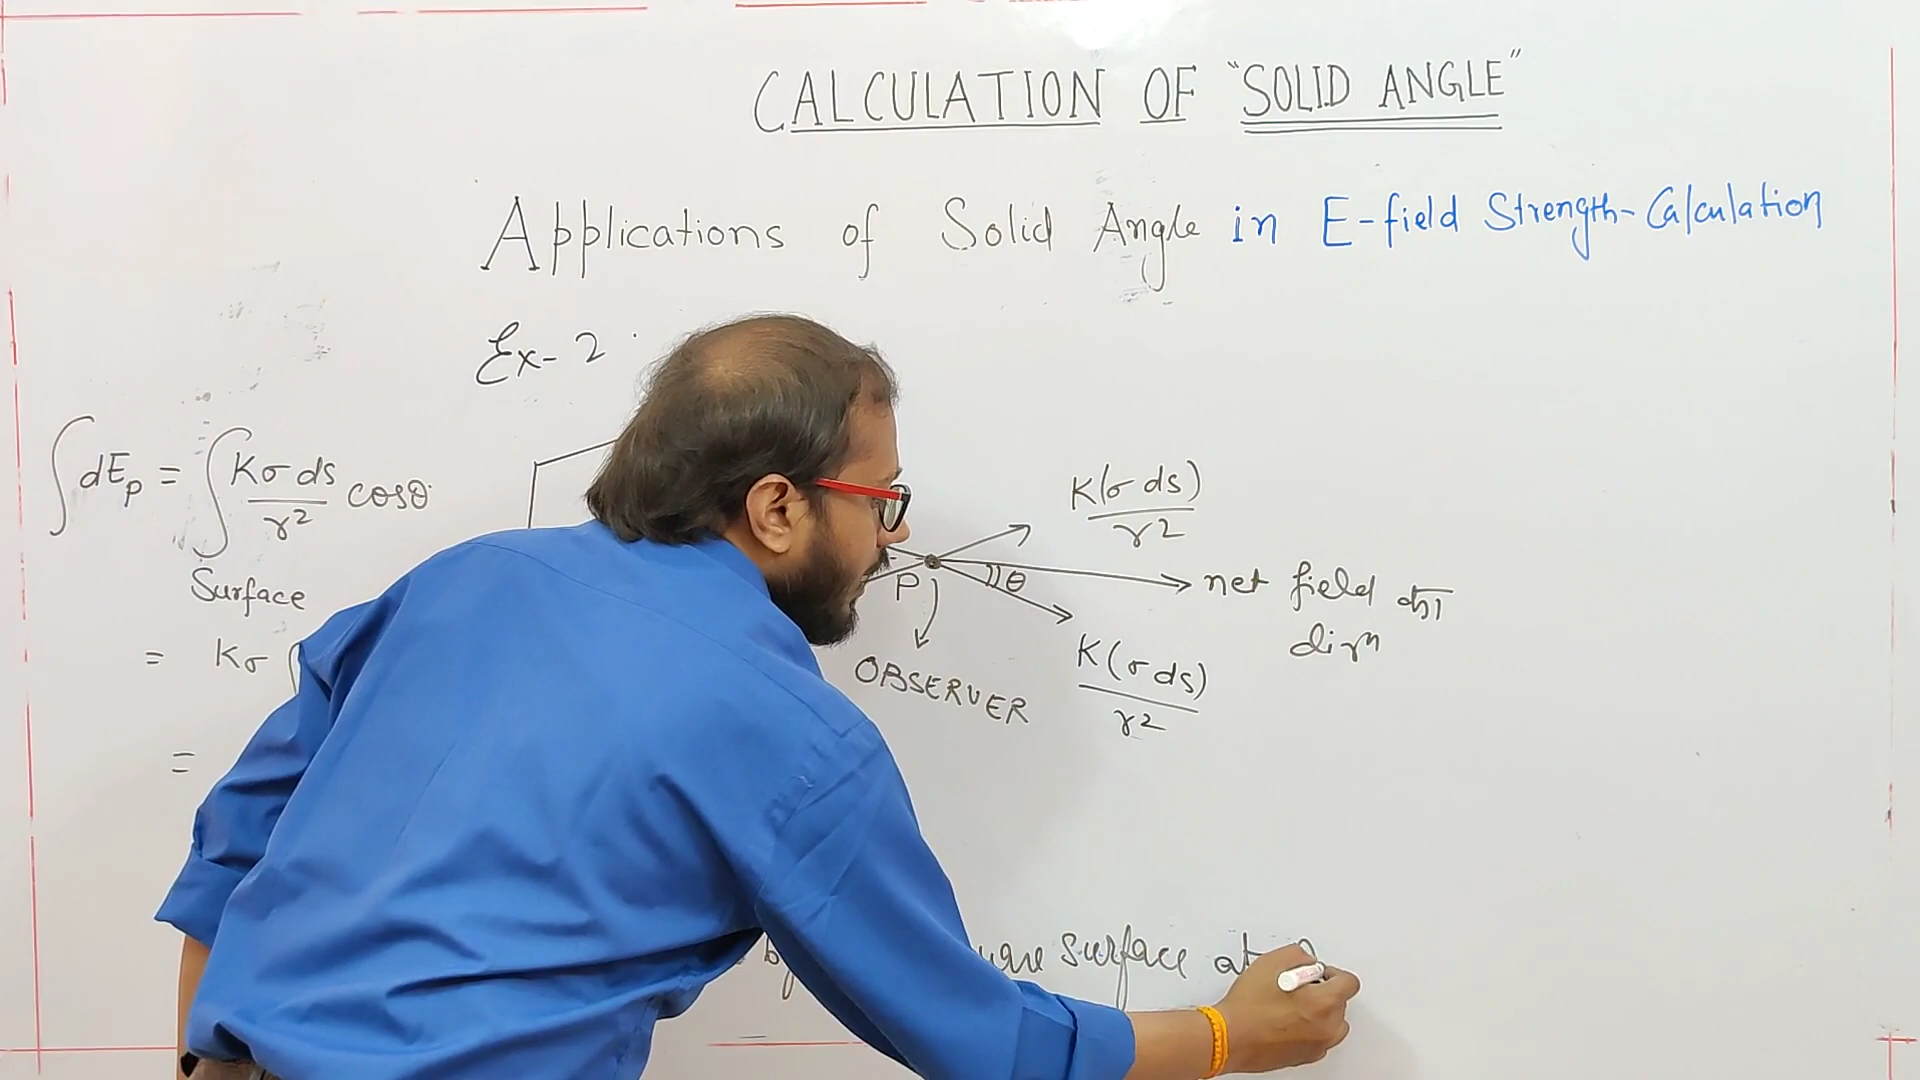 CALCULATION OF "SOLID ANGLE"
Applications of Solid Angle in E-field Strength-Calculation
Ex- 2
∫dEp = ∫ Kσ ds / r² cosθ
Surface
= Kσ ∫
=
K(σ ds) / r²
θ
P
net field
dirn
OBSERVER
K(σ ds) / r²
by surface at